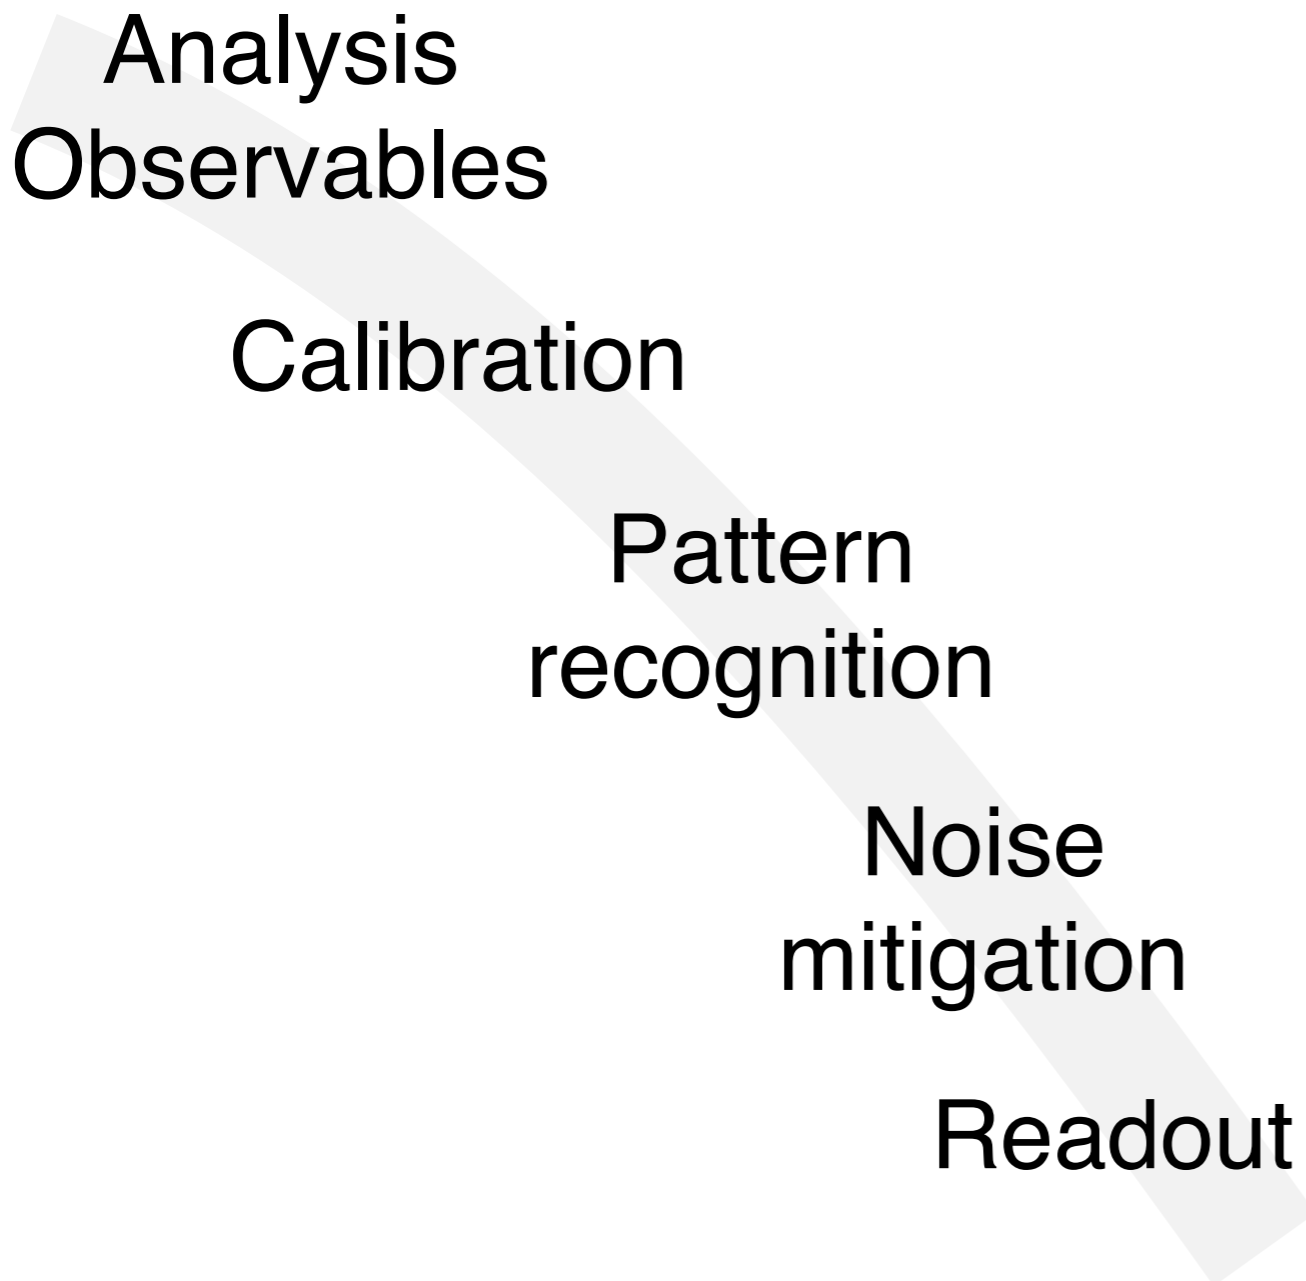 Analysis
Observables
Calibration
Pattern
recognition
Noise
mitigation
Readout